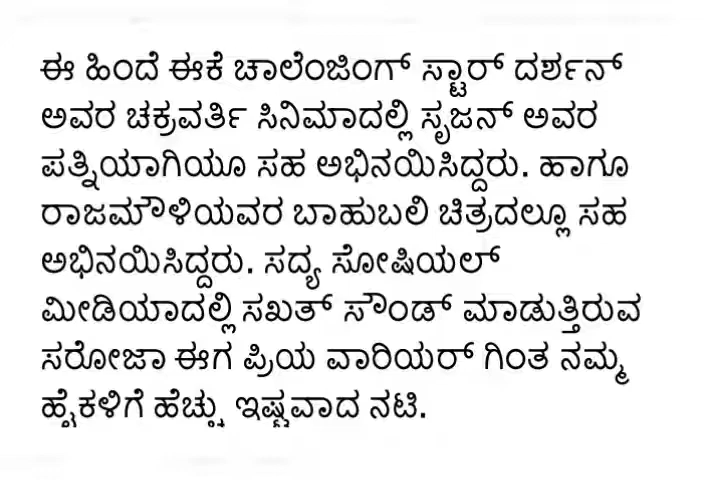 ಈ ಹಿಂದೆ ಈಕೆ ಚಾಲೆಂಜಿಂಗ್ ಸ್ಟಾರ್ ದರ್ಶನ್
ಅವರ ಚಕ್ರವರ್ತಿ ಸಿನಿಮಾದಲ್ಲಿ ಸೃಜನ್ ಅವರ
ಪತ್ನಿಯಾಗಿಯೂ ಸಹ ಅಭಿನಯಿಸಿದ್ದರು. ಹಾಗೂ
ರಾಜಮೌಳಿಯವರ ಬಾಹುಬಲಿ ಚಿತ್ರದಲ್ಲೂ ಸಹ
ಅಭಿನಯಿಸಿದ್ದರು. ಸದ್ಯ ಸೋಷಿಯಲ್
ಮೀಡಿಯಾದಲ್ಲಿ ಸಖತ್ ಸೌಂಡ್ ಮಾಡುತ್ತಿರುವ
ಸರೋಜಾ ಈಗ ಪ್ರಿಯ ವಾರಿಯರ್ ಗಿಂತ ನಮ್ಮ
ಹೈಕಳಿಗೆ ಹೆಚ್ಚು ಇಷ್ಟವಾದ ನಟಿ.